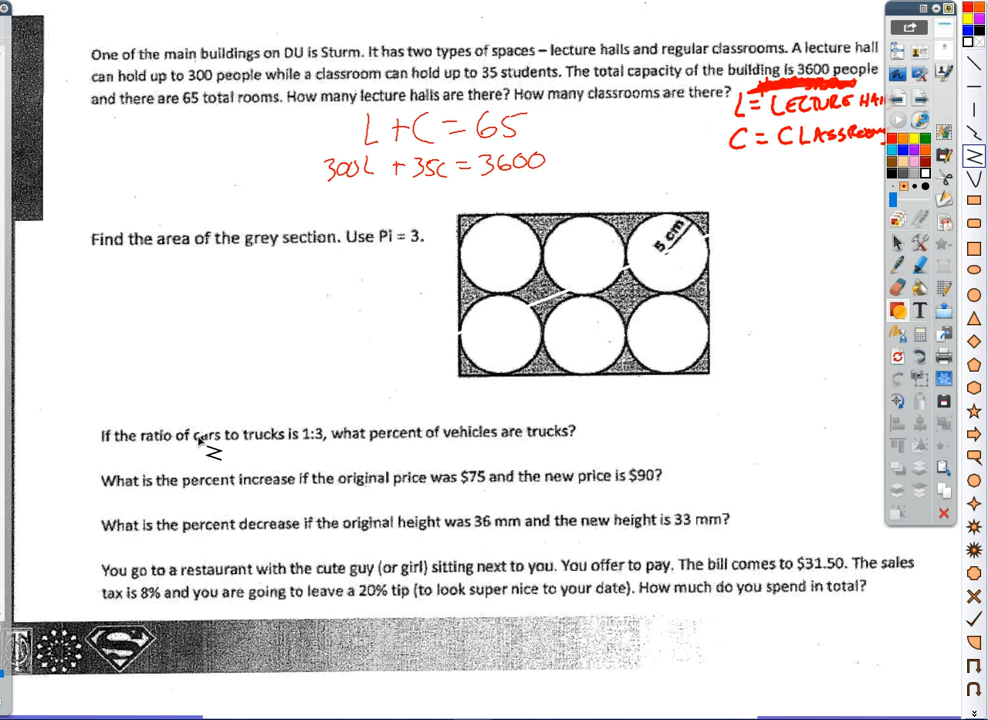 One of the main buildings on DU is Sturm. It has two types of spaces – lecture halls and regular classrooms. A lecture hall
can hold up to 300 people while a classroom can hold up to 35 students. The total capacity of the building is 3600 people
and there are 65 total rooms. How many lecture halls are there? How many classrooms are there?
L = LECTURE HA
C = CLASSROOM
L + C = 65
300L + 35C = 3600
Find the area of the grey section. Use Pi = 3.
5 cm
If the ratio of cars to trucks is 1:3, what percent of vehicles are trucks?
What is the percent increase if the original price was $75 and the new price is $90?
What is the percent decrease if the original height was 36 mm and the new height is 33 mm?
You go to a restaurant with the cute guy (or girl) sitting next to you. You offer to pay. The bill comes to $31.50. The sales
tax is 8% and you are going to leave a 20% tip (to look super nice to your date). How much do you spend in total?